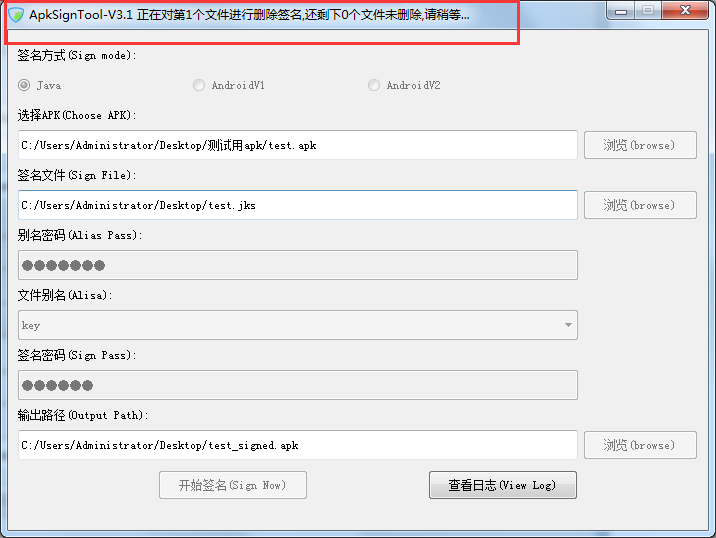 ApkSignTool-V3.1 正在对第1个文件进行删除签名,还剩下0个文件未删除,请稍等...
签名方式(Sign mode):
Java AndroidV1 AndroidV2
选择APK(Choose APK):
C:/Users/Administrator/Desktop/测试用apk/test.apk 浏览(browse)
签名文件(Sign File):
C:/Users/Administrator/Desktop/test.jks 浏览(browse)
别名密码(Alias Pass):
文件别名(Alisa):
key
签名密码(Sign Pass):
输出路径(Output Path):
C:/Users/Administrator/Desktop/test_signed.apk 浏览(browse)
开始签名(Sign Now) 查看日志(View Log)